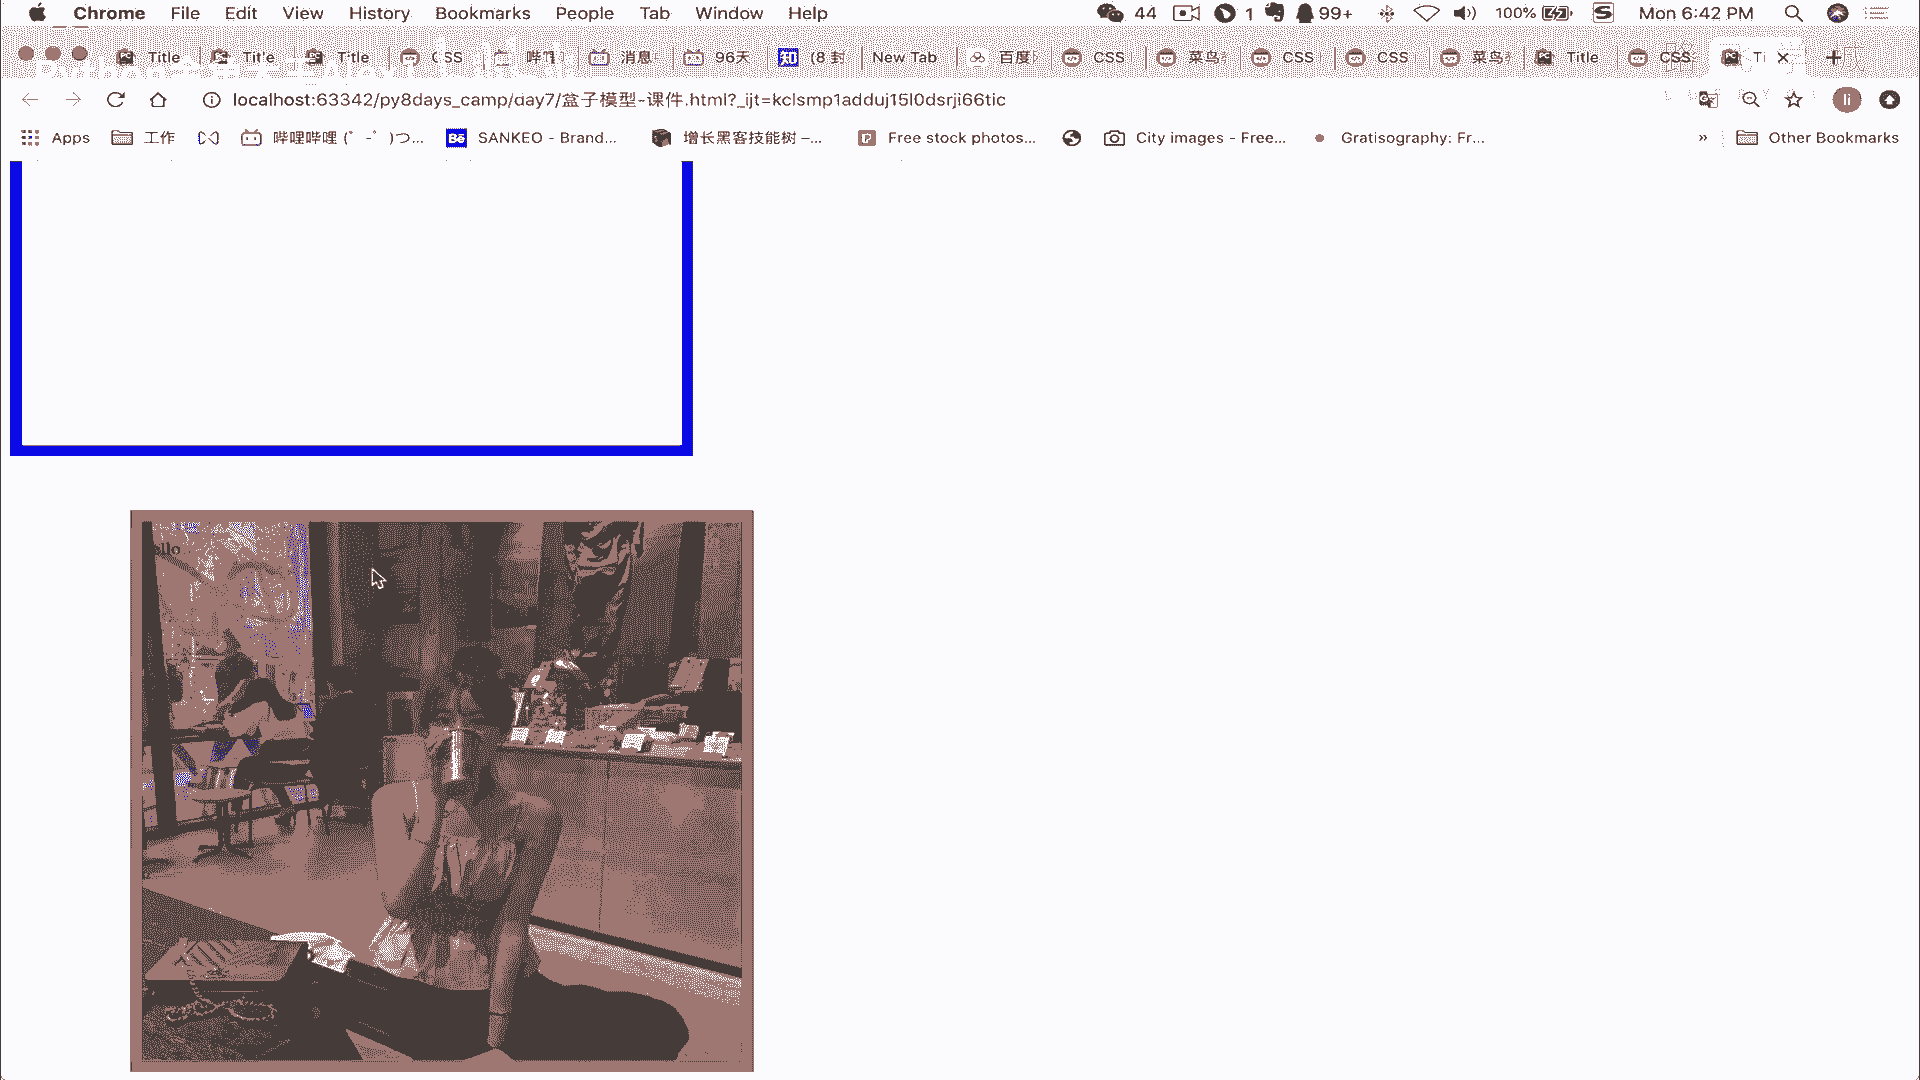 Chrome File Edit View History Bookmarks People Tab Window Help 44 1 99+ 100% Mon 6:42 PM
Title Title Title CSS 哔 消息 96天 知 (8 封 New Tab 百度 CSS 菜鸟 CSS CSS 菜鸟 Title CSS Ti
localhost:63342/py8days_camp/day7/盒子模型-课件.html?_ijt=kclsmp1adduj15l0dsrji66tic li
Apps 工作 哔哩哔哩 (゜-゜)つ... Bē SANKEO - Brand... 增长黑客技能树 –... Free stock photos... City images - Free... Gratisography: Fr... » Other Bookmarks
ello